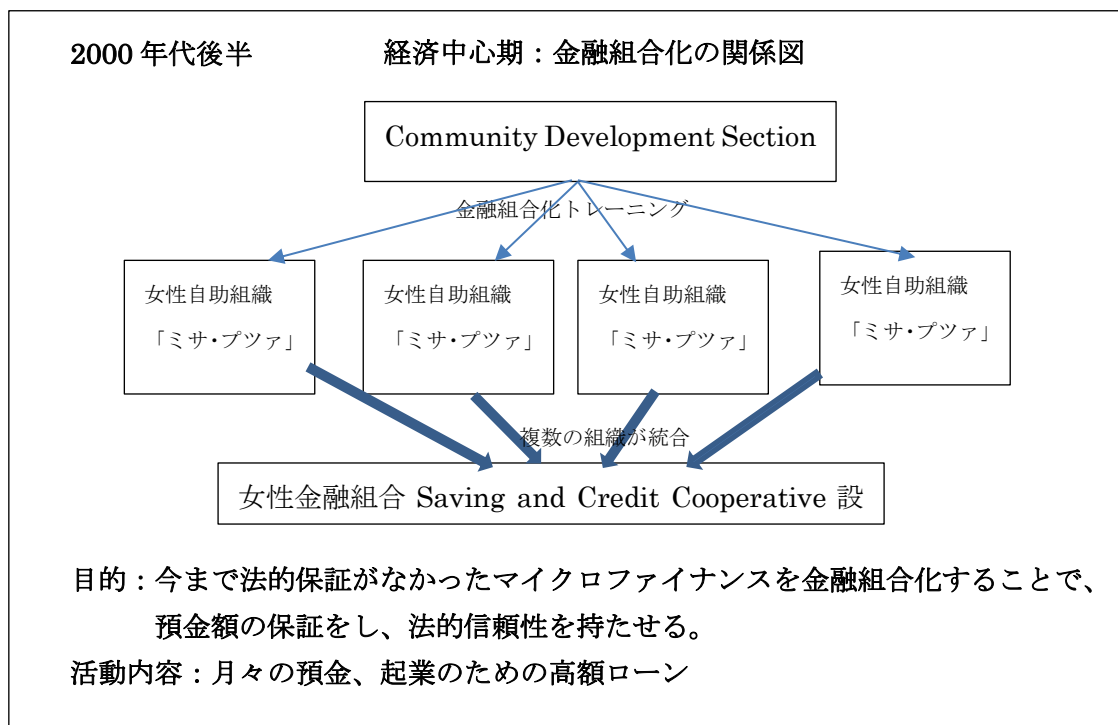 2000 年代後半
経済中心期：金融組合化の関係図
Community Development Section
金融組合化トレーニング
女性自助組織
「ミサ・プツァ」
女性自助組織
「ミサ・プツァ」
女性自助組織
「ミサ・プツァ」
女性自助組織
「ミサ・プツァ」
複数の組織が統合
女性金融組合 Saving and Credit Cooperative 設
目的：今まで法的保証がなかったマイクロファイナンスを金融組合化することで、
預金額の保証をし、法的信頼性を持たせる。
活動内容：月々の預金、起業のための高額ローン